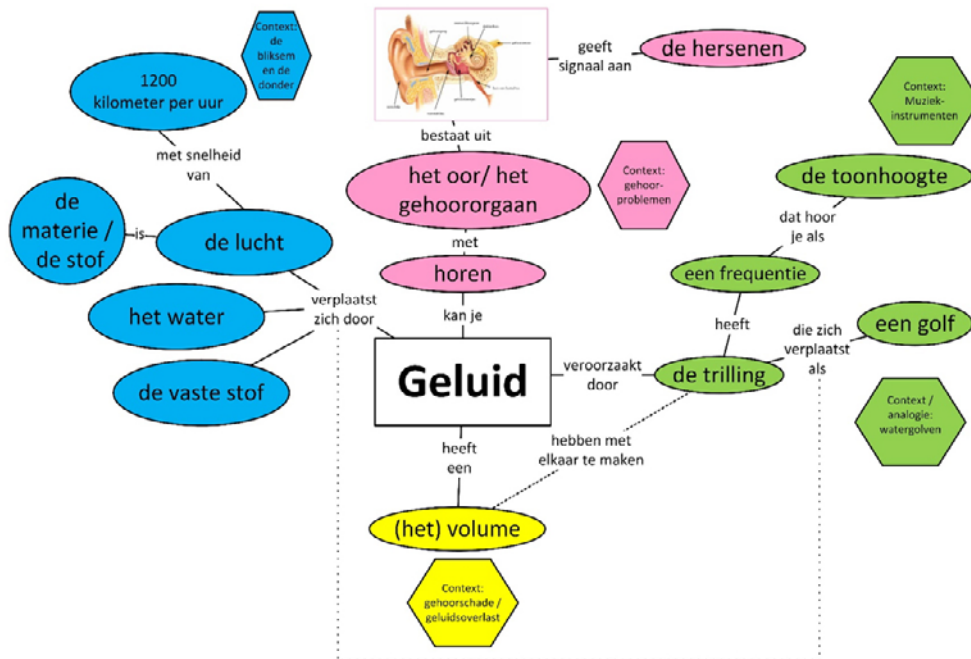 Context:
de
bliksem
en de
donder
1200
kilometer per uur
met snelheid
van
de
materie /
de stof
is
de lucht
het water
de vaste stof
verplaatst
zich door
geeft
signaal aan
de hersenen
bestaat uit
het oor/ het
gehoororgaan
Context:
gehoor-
problemen
met
horen
kan je
Geluid
Context:
Muziek-
instrumenten
de toonhoogte
dat hoor
je als
een frequentie
heeft
die zich
verplaatst
als
een golf
veroorzaakt
door
de trilling
Context /
analogie:
watergolven
hebben met
elkaar te maken
heeft
een
(het) volume
Context:
gehoorschade /
geluidsoverlast